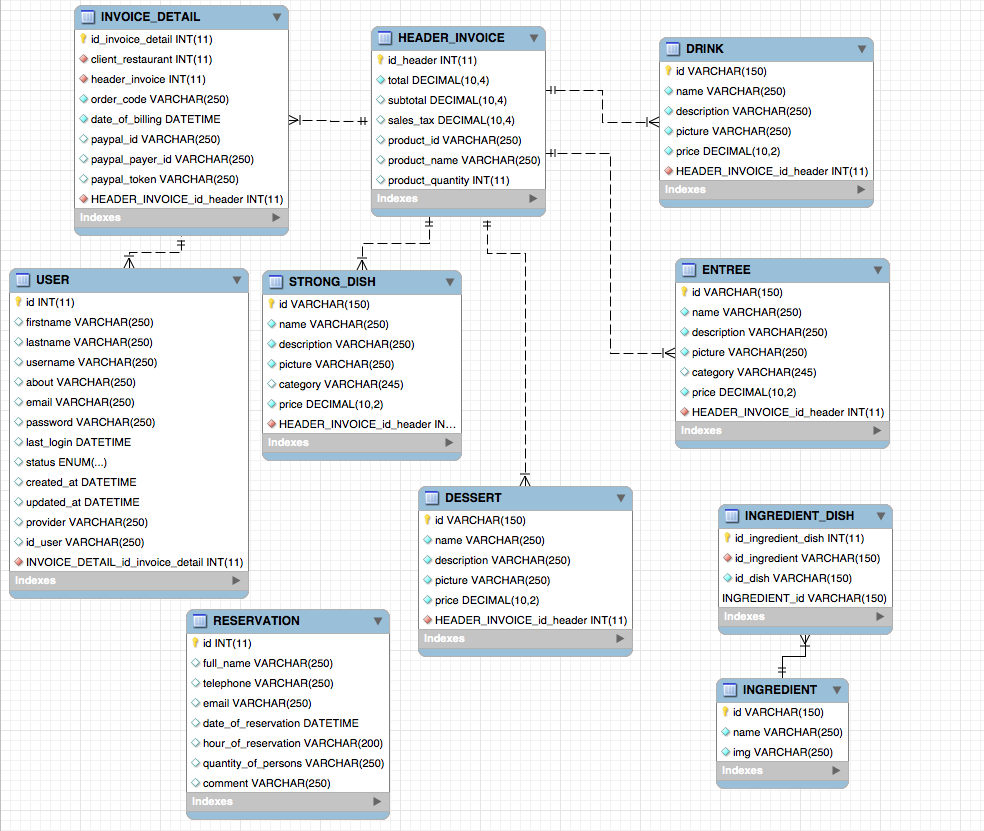 INVOICE_DETAIL
id_invoice_detail INT(11)
client_restaurant INT(11)
header_invoice INT(11)
order_code VARCHAR(250)
date_of_billing DATETIME
paypal_id VARCHAR(250)
paypal_payer_id VARCHAR(250)
paypal_token VARCHAR(250)
HEADER_INVOICE_id_header INT(11)
Indexes
HEADER_INVOICE
id_header INT(11)
total DECIMAL(10,4)
subtotal DECIMAL(10,4)
sales_tax DECIMAL(10,4)
product_id VARCHAR(250)
product_name VARCHAR(250)
product_quantity INT(11)
Indexes
DRINK
id VARCHAR(150)
name VARCHAR(250)
description VARCHAR(250)
picture VARCHAR(250)
price DECIMAL(10,2)
HEADER_INVOICE_id_header INT(11)
Indexes
USER
id INT(11)
firstname VARCHAR(250)
lastname VARCHAR(250)
username VARCHAR(250)
about VARCHAR(250)
email VARCHAR(250)
password VARCHAR(250)
last_login DATETIME
status ENUM(...)
created_at DATETIME
updated_at DATETIME
provider VARCHAR(250)
id_user VARCHAR(250)
INVOICE_DETAIL_id_invoice_detail INT(11)
Indexes
STRONG_DISH
id VARCHAR(150)
name VARCHAR(250)
description VARCHAR(250)
picture VARCHAR(250)
category VARCHAR(245)
price DECIMAL(10,2)
HEADER_INVOICE_id_header IN...
Indexes
ENTREE
id VARCHAR(150)
name VARCHAR(250)
description VARCHAR(250)
picture VARCHAR(250)
category VARCHAR(245)
price DECIMAL(10,2)
HEADER_INVOICE_id_header INT(11)
Indexes
DESSERT
id VARCHAR(150)
name VARCHAR(250)
description VARCHAR(250)
picture VARCHAR(250)
price DECIMAL(10,2)
HEADER_INVOICE_id_header INT(11)
Indexes
INGREDIENT_DISH
id_ingredient_dish INT(11)
id_ingredient VARCHAR(150)
id_dish VARCHAR(150)
INGREDIENT_id VARCHAR(150)
Indexes
RESERVATION
id INT(11)
full_name VARCHAR(250)
telephone VARCHAR(250)
email VARCHAR(250)
date_of_reservation DATETIME
hour_of_reservation VARCHAR(200)
quantity_of_persons VARCHAR(250)
comment VARCHAR(250)
Indexes
INGREDIENT
id VARCHAR(150)
name VARCHAR(250)
img VARCHAR(250)
Indexes